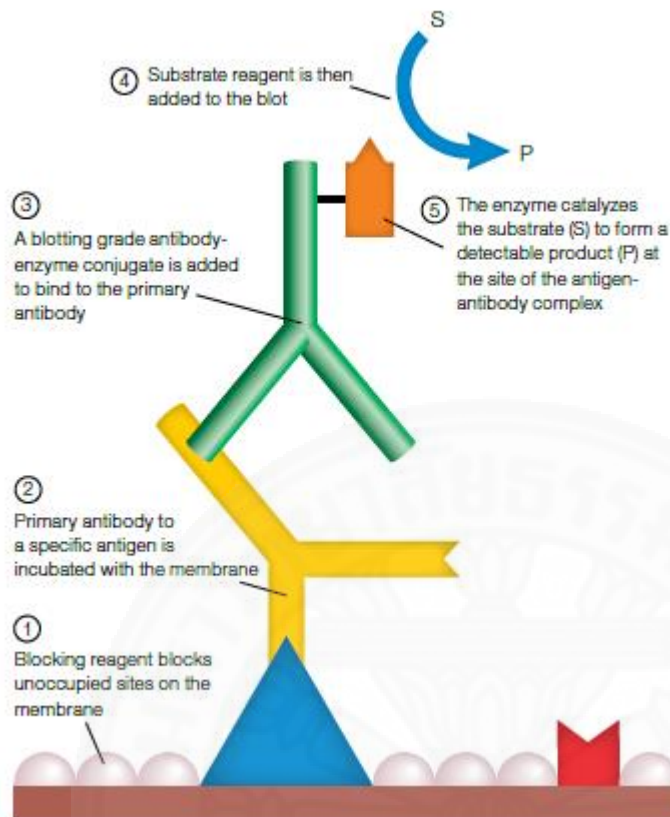 S
④ Substrate reagent is then
added to the blot
P
③
A blotting grade antibody-
enzyme conjugate is added
to bind to the primary
antibody
⑤ The enzyme catalyzes
the substrate (S) to form a
detectable product (P) at
the site of the antigen-
antibody complex
②
Primary antibody to
a specific antigen is
incubated with the membrane
①
Blocking reagent blocks
unoccupied sites on the
membrane